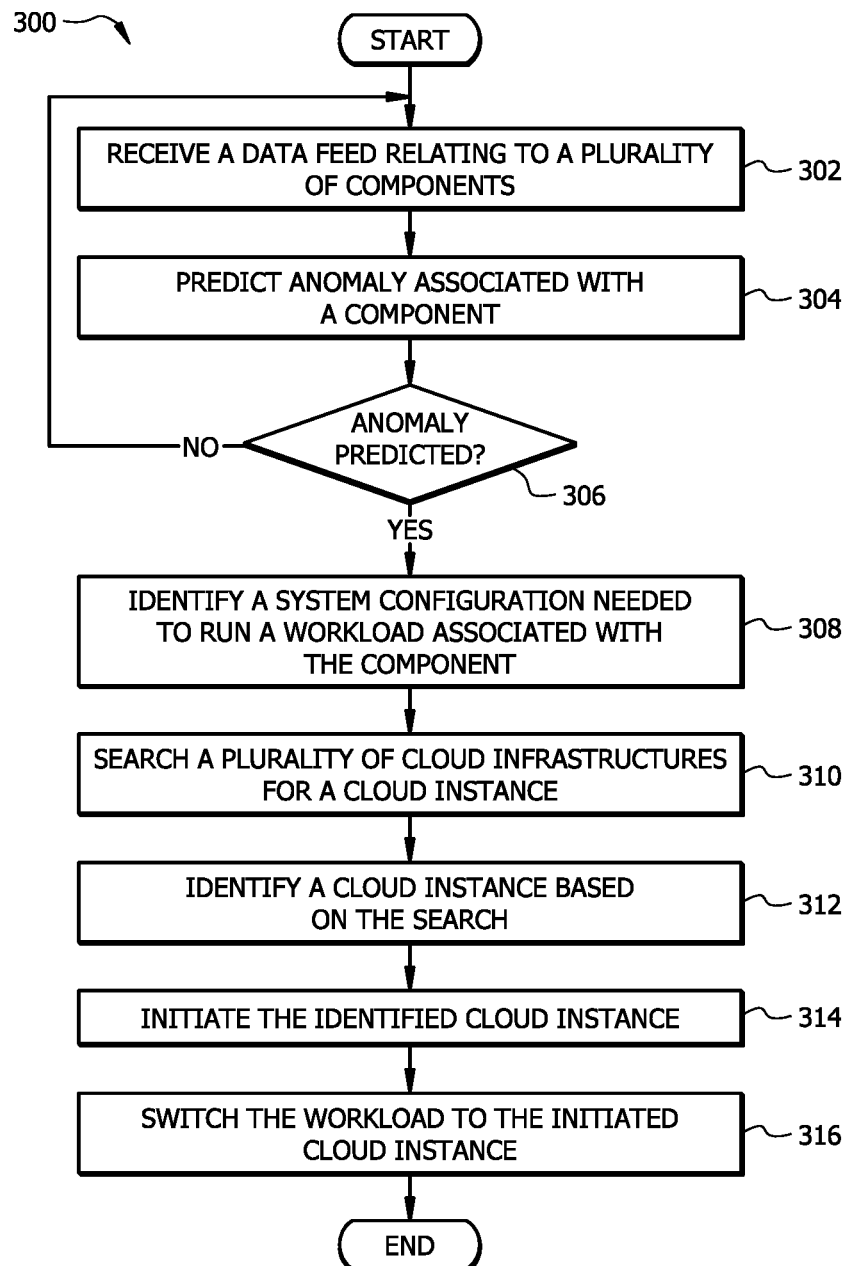 300
START
RECEIVE A DATA FEED RELATING TO A PLURALITY
OF COMPONENTS
302
PREDICT ANOMALY ASSOCIATED WITH
A COMPONENT
304
ANOMALY
PREDICTED?
NO
306
YES
IDENTIFY A SYSTEM CONFIGURATION NEEDED
TO RUN A WORKLOAD ASSOCIATED WITH
THE COMPONENT
308
SEARCH A PLURALITY OF CLOUD INFRASTRUCTURES
FOR A CLOUD INSTANCE
310
IDENTIFY A CLOUD INSTANCE BASED
ON THE SEARCH
312
INITIATE THE IDENTIFIED CLOUD INSTANCE
314
SWITCH THE WORKLOAD TO THE INITIATED
CLOUD INSTANCE
316
END